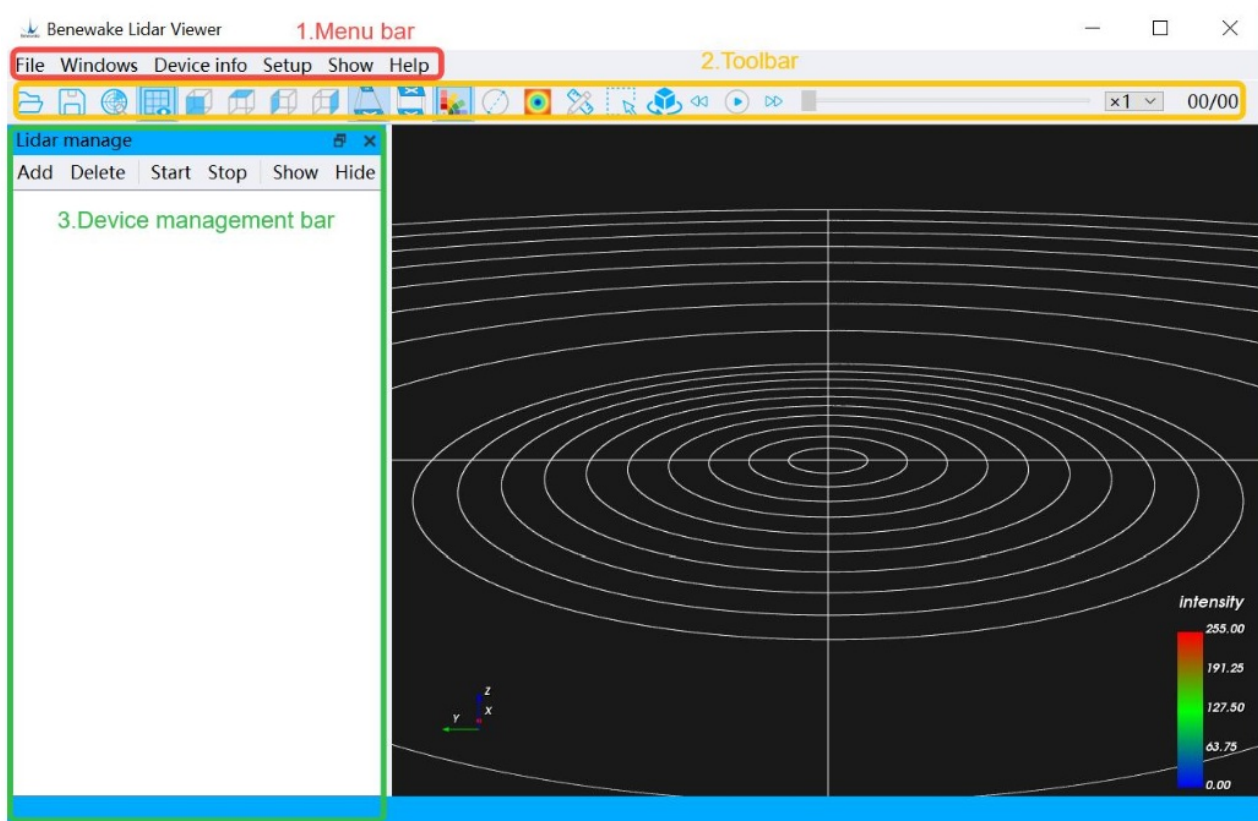 Benewake Lidar Viewer
1.Menu bar
File Windows Device info Setup Show Help
2.Toolbar
×1
00/00
Lidar manage
Add Delete Start Stop Show Hide
3.Device management bar
intensity
255.00
191.25
127.50
63.75
0.00
Z
X
Y